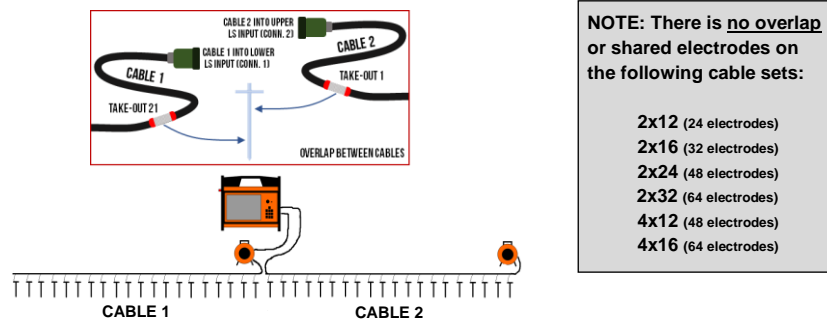 CABLE 2 INTO UPPER
LS INPUT (CONN. 2)
CABLE 1 INTO LOWER
LS INPUT (CONN. 1)
CABLE 1
CABLE 2
TAKE-OUT 1
TAKE-OUT 21
OVERLAP BETWEEN CABLES
CABLE 1
CABLE 2
NOTE: There is no overlap
or shared electrodes on
the following cable sets:
2x12 (24 electrodes)
2x16 (32 electrodes)
2x24 (48 electrodes)
2x32 (64 electrodes)
4x12 (48 electrodes)
4x16 (64 electrodes)